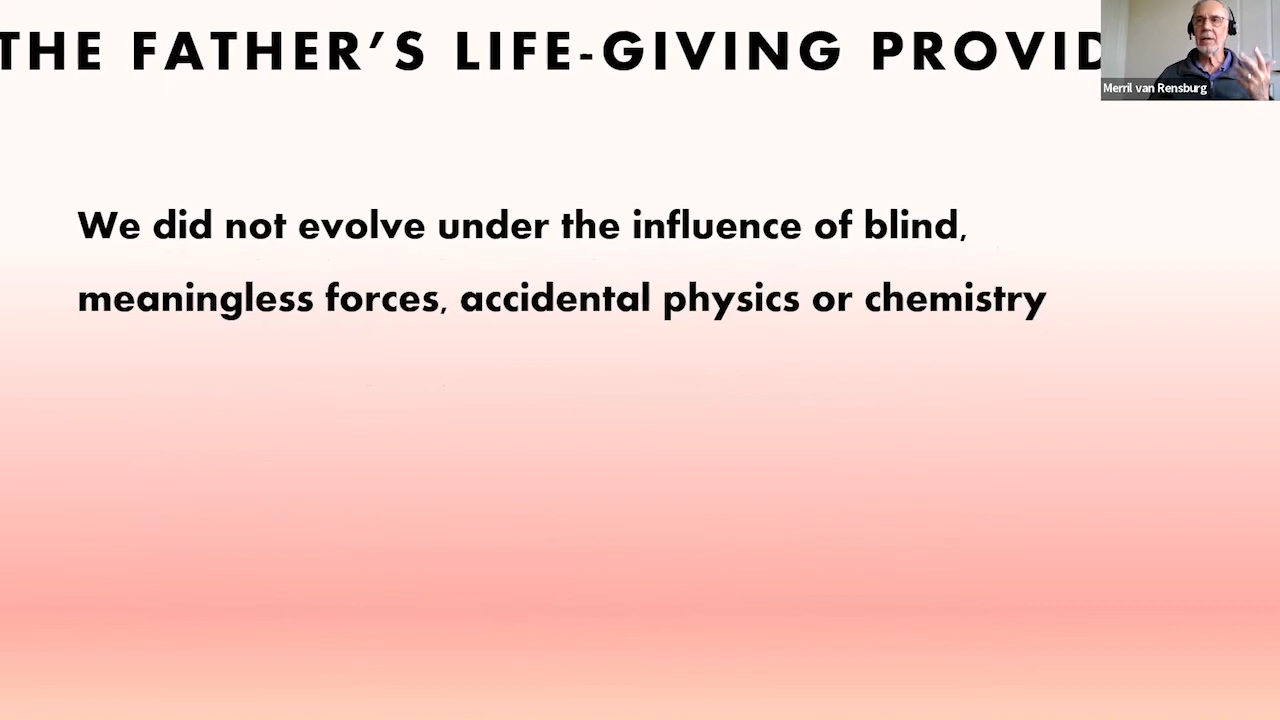 THE FATHER’S LIFE-GIVING PROVID
Merril van Rensburg
We did not evolve under the influence of blind,
meaningless forces, accidental physics or chemistry